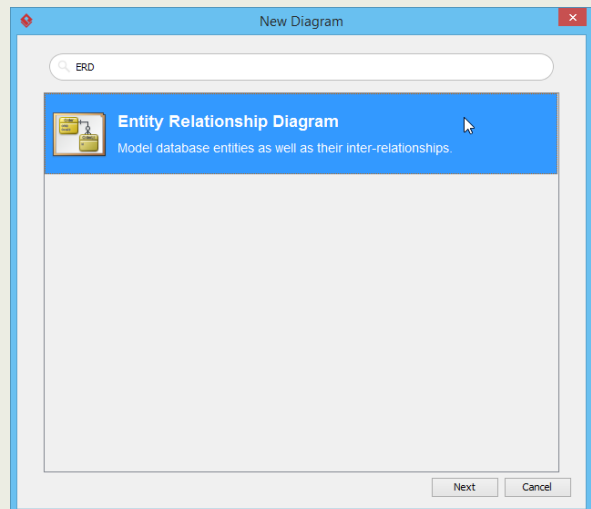 New Diagram
ERD
Entity Relationship Diagram
Model database entities as well as their inter-relationships.
Next Cancel